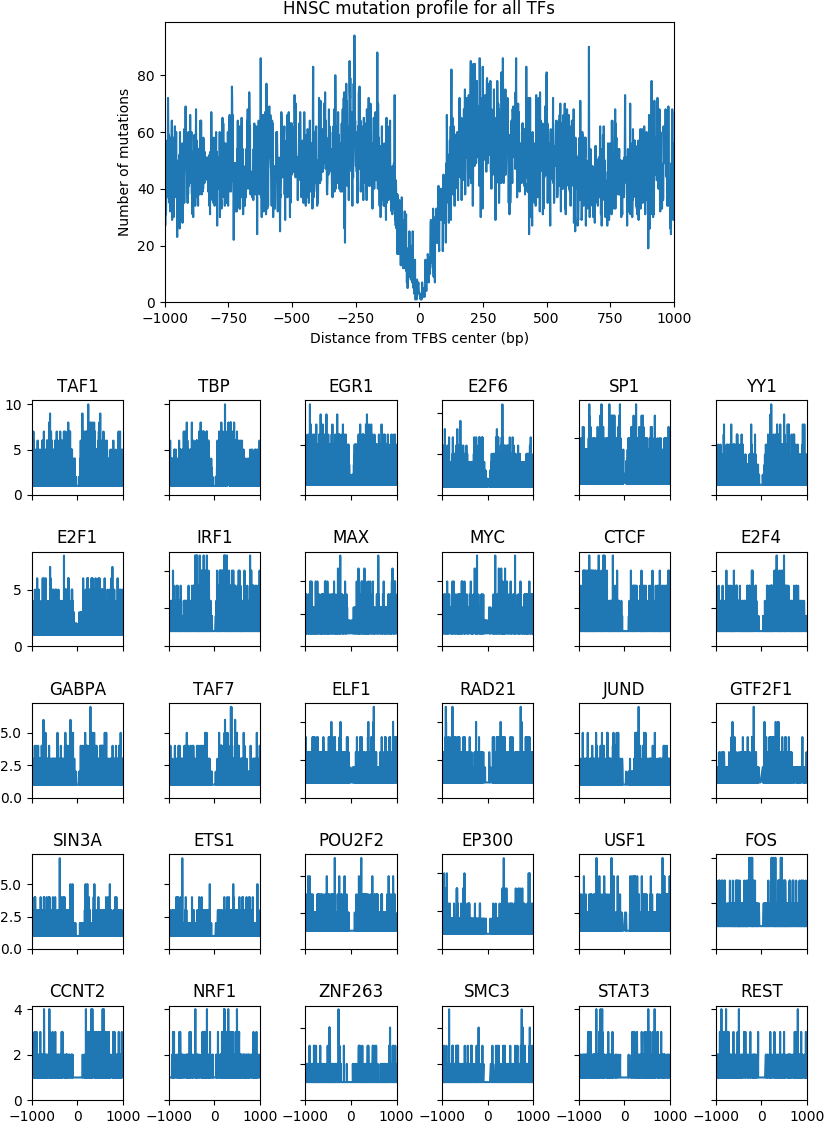 HNSC mutation profile for all TFs
Number of mutations
80
60
40
20
0
−1000 −750 −500 −250 0 250 500 750 1000
Distance from TFBS center (bp)
TAF1 TBP EGR1 E2F6 SP1 YY1
10
5
0
E2F1 IRF1 MAX MYC CTCF E2F4
5
0
GABPA TAF7 ELF1 RAD21 JUND GTF2F1
5.0
2.5
0.0
SIN3A ETS1 POU2F2 EP300 USF1 FOS
5.0
2.5
0.0
CCNT2 NRF1 ZNF263 SMC3 STAT3 REST
4
2
0
−1000 0 1000 −1000 0 1000 −1000 0 1000 −1000 0 1000 −1000 0 1000 −1000 0 1000